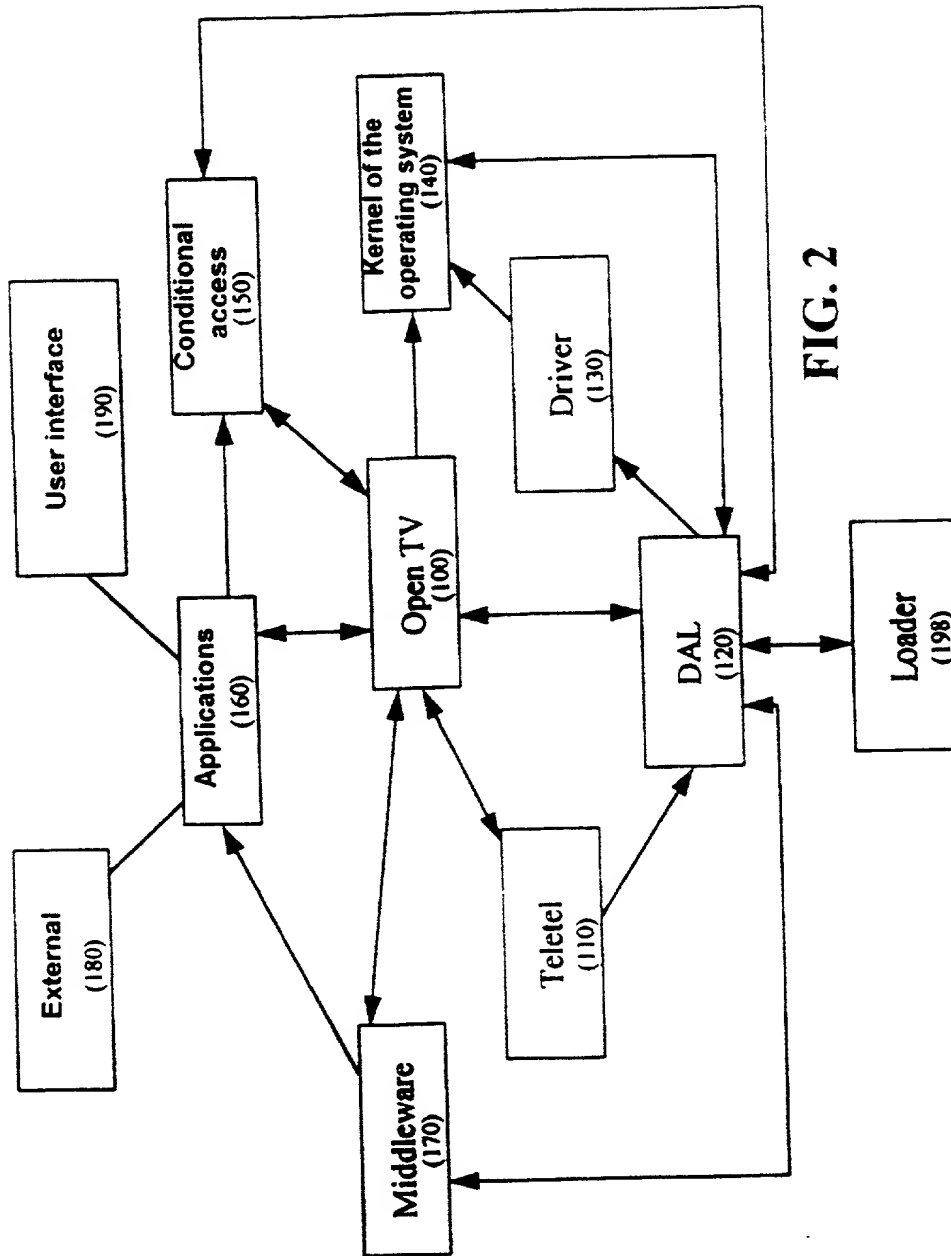 External
(180)
User interface
(190)
Applications
(160)
Conditional
access
(150)
Middleware
(170)
Open TV
(100)
Kernel of the
operating system
(140)
Teletel
(110)
Driver
(130)
DAL
(120)
Loader
(198)
FIG. 2